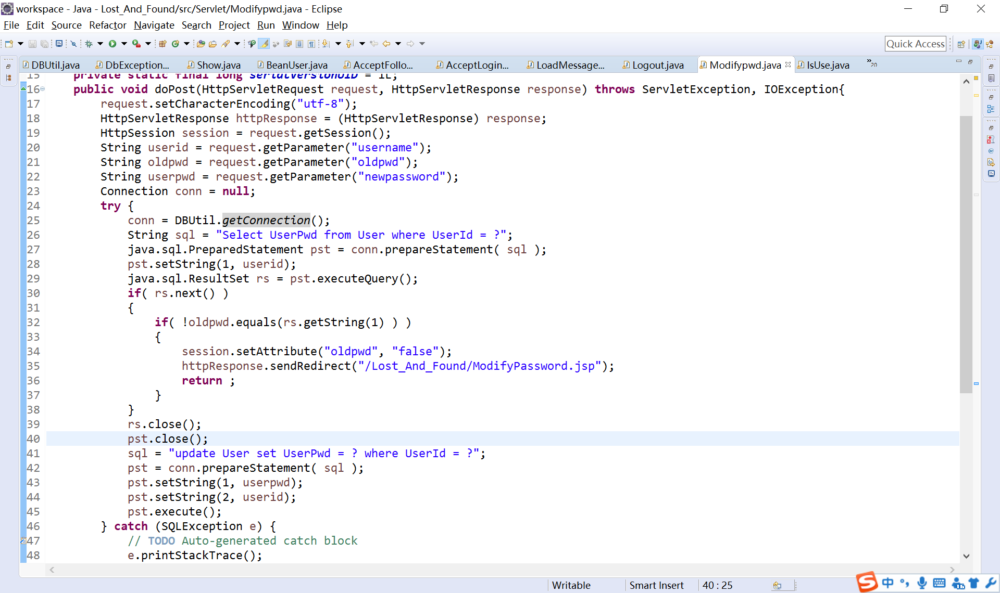 workspace - Java - Lost_And_Found/src/Servlet/Modifypwd.java - Eclipse
File Edit Source Refactor Navigate Search Project Run Window Help
Quick Access
DBUtil.java DbException... Show.java BeanUser.java AcceptFollo... AcceptLogin... LoadMessage... Logout.java Modifypwd.java IsUse.java »20
15 private static final long serialVersionUID = 1L;
16 public void doPost(HttpServletRequest request, HttpServletResponse response) throws ServletException, IOException{
17 request.setCharacterEncoding("utf-8");
18 HttpServletResponse httpResponse = (HttpServletResponse) response;
19 HttpSession session = request.getSession();
20 String userid = request.getParameter("username");
21 String oldpwd = request.getParameter("oldpwd");
22 String userpwd = request.getParameter("newpassword");
23 Connection conn = null;
24 try {
25 conn = DBUtil.getConnection();
26 String sql = "Select UserPwd from User where UserId = ?";
27 java.sql.PreparedStatement pst = conn.prepareStatement( sql );
28 pst.setString(1, userid);
29 java.sql.ResultSet rs = pst.executeQuery();
30 if( rs.next() )
31 {
32 if( !oldpwd.equals(rs.getString(1) ) )
33 {
34 session.setAttribute("oldpwd", "false");
35 httpResponse.sendRedirect("/Lost_And_Found/ModifyPassword.jsp");
36 return ;
37 }
38 }
39 rs.close();
40 pst.close();
41 sql = "update User set UserPwd = ? where UserId = ?";
42 pst = conn.prepareStatement( sql );
43 pst.setString(1, userpwd);
44 pst.setString(2, userid);
45 pst.execute();
46 } catch (SQLException e) {
47 // TODO Auto-generated catch block
48 e.printStackTrace();
Writable Smart Insert 40 : 25
中
16